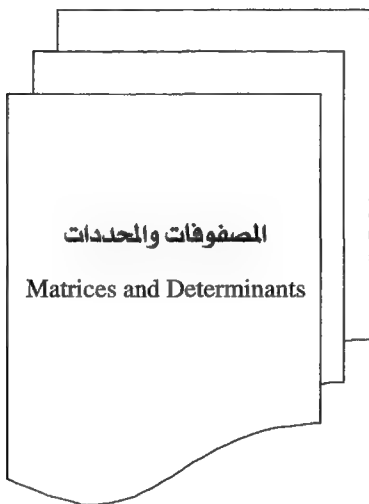 المصفوفات والمحددات
Matrices and Determinants